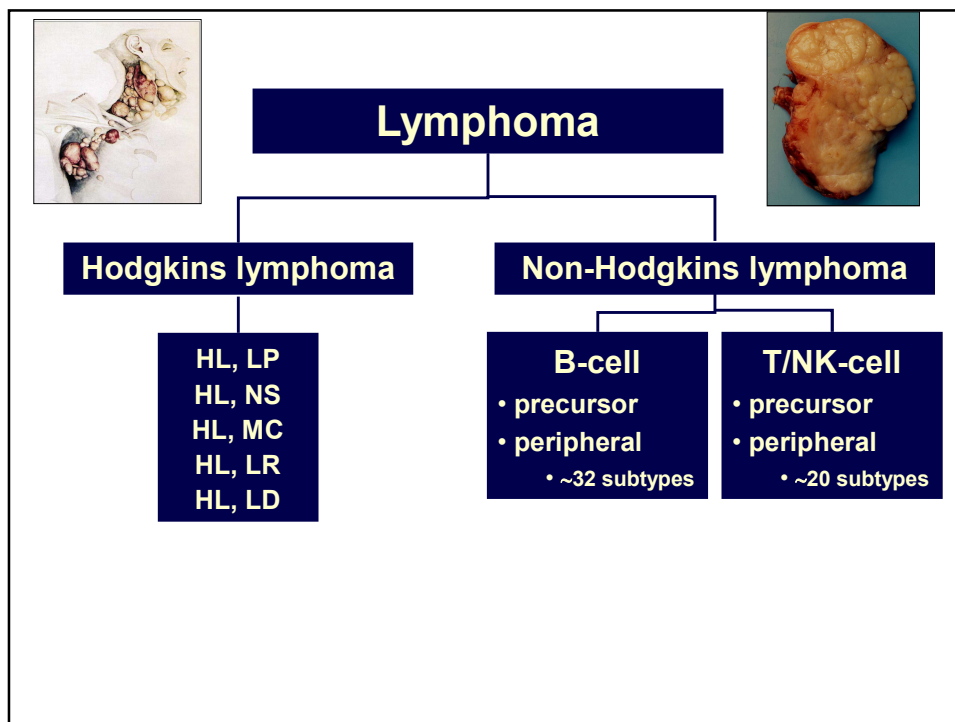 Lymphoma
Hodgkins lymphoma
HL, LP
HL, NS
HL, MC
HL, LR
HL, LD
Non-Hodgkins lymphoma
B-cell
• precursor
• peripheral
• ~32 subtypes
T/NK-cell
• precursor
• peripheral
• ~20 subtypes